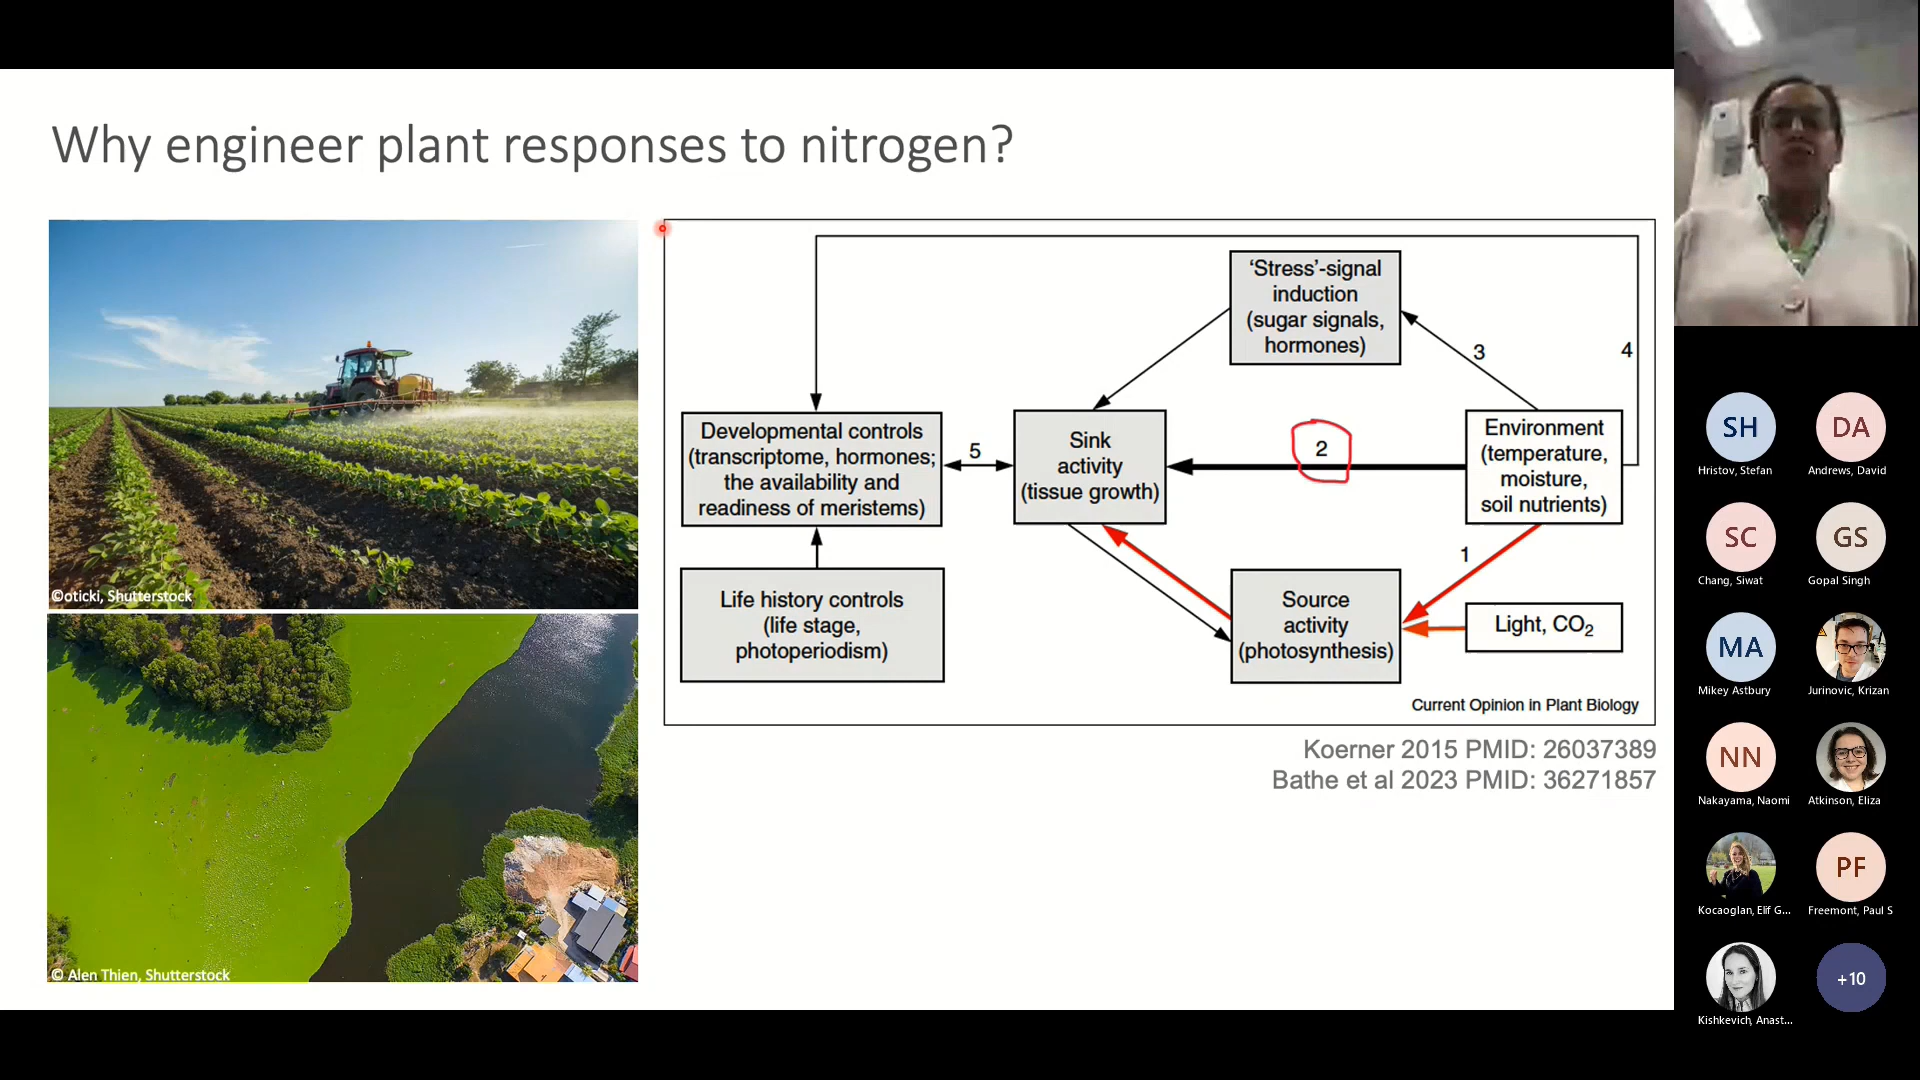 Why engineer plant responses to nitrogen?
©oticki, Shutterstock
© Alen Thien, Shutterstock
‘Stress’-signal
induction
(sugar signals,
hormones)
3
4
Developmental controls
(transcriptome, hormones;
the availability and
readiness of meristems)
5
Sink
activity
(tissue growth)
2
Environment
(temperature,
moisture,
soil nutrients)
1
Life history controls
(life stage,
photoperiodism)
Source
activity
(photosynthesis)
Light, CO2
Current Opinion in Plant Biology
Koerner 2015 PMID: 26037389
Bathe et al 2023 PMID: 36271857
SH
Hristov, Stefan
DA
Andrews, David
SC
Chang, Siwat
GS
Gopal Singh
MA
Mikey Astbury
Jurinovic, Krizan
NN
Nakayama, Naomi
Atkinson, Eliza
Kocaoglan, Elif G...
PF
Freemont, Paul S
Kishkevich, Anast...
+10